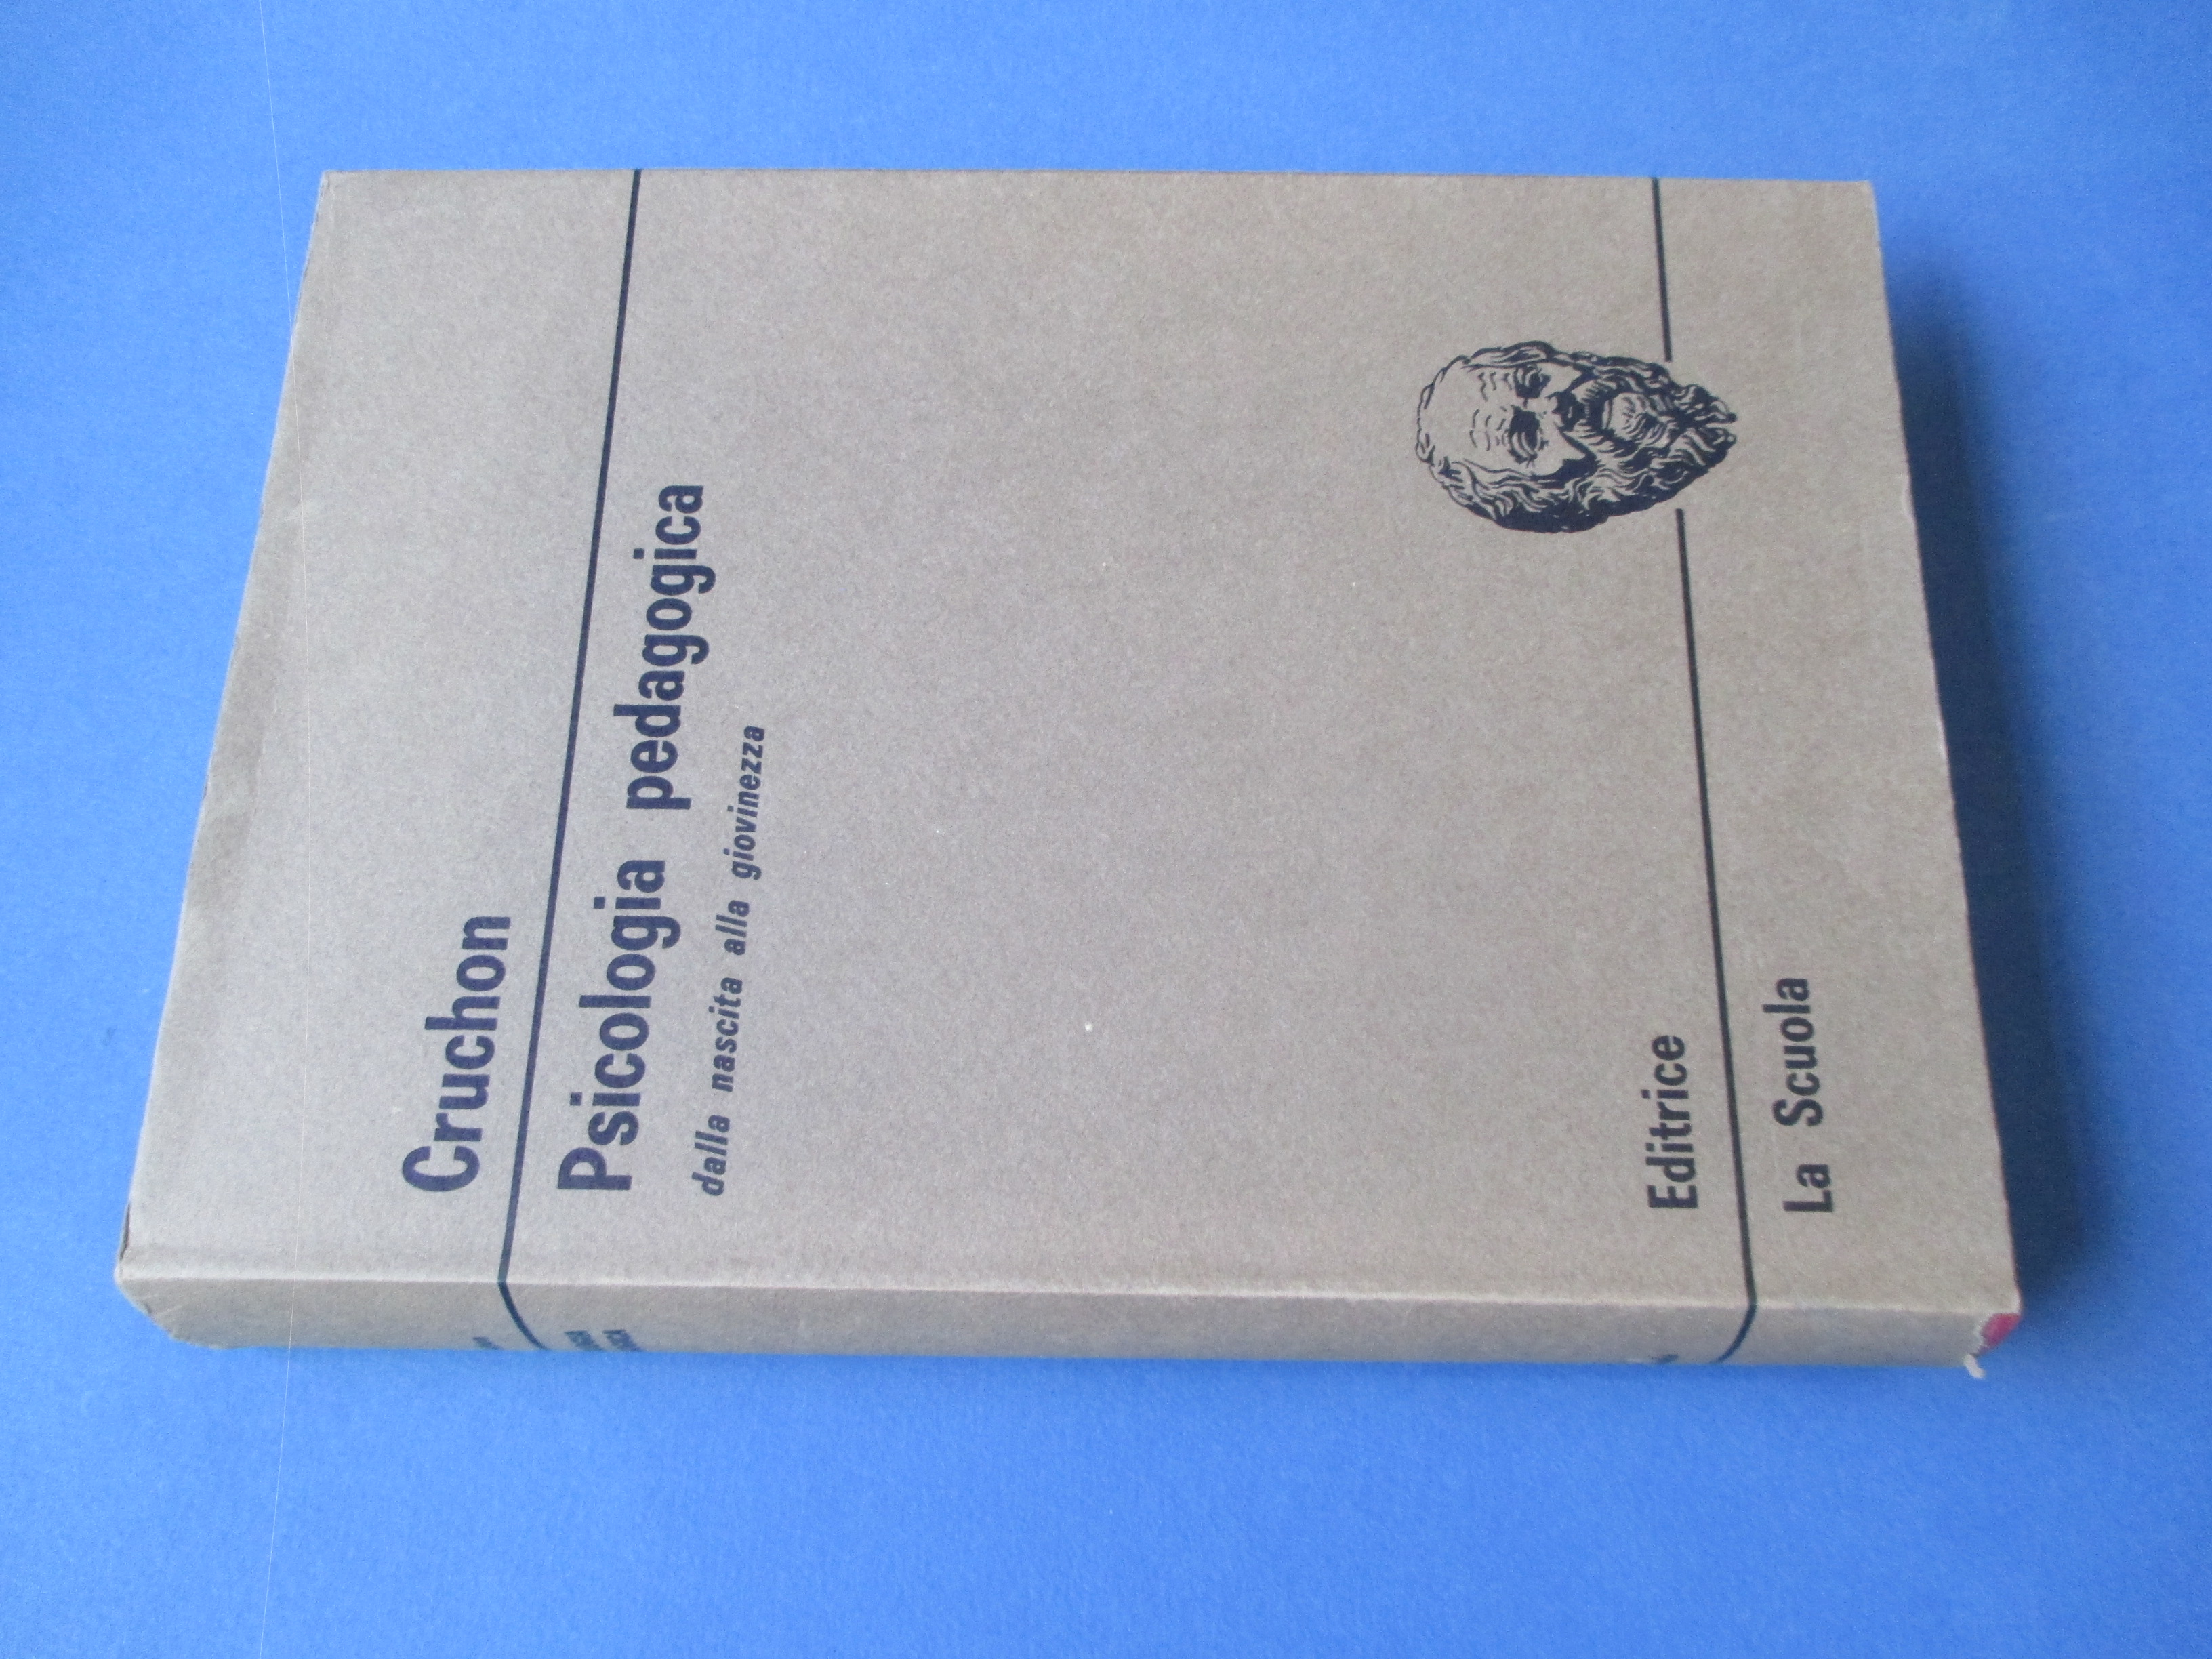 Cruchon
Psicologia pedagogica
dalla nascita alla giovinezza
Editrice
La Scuola